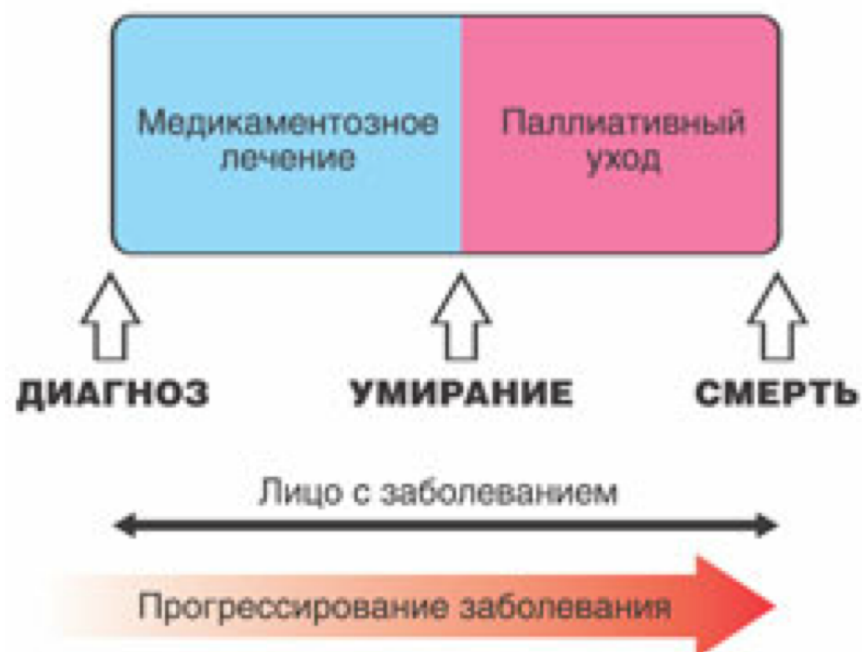 Медикаментозное
лечение
Паллиативный
уход
ДИАГНОЗ
УМИРАНИЕ
СМЕРТЬ
Лицо с заболеванием
Прогрессирование заболевания